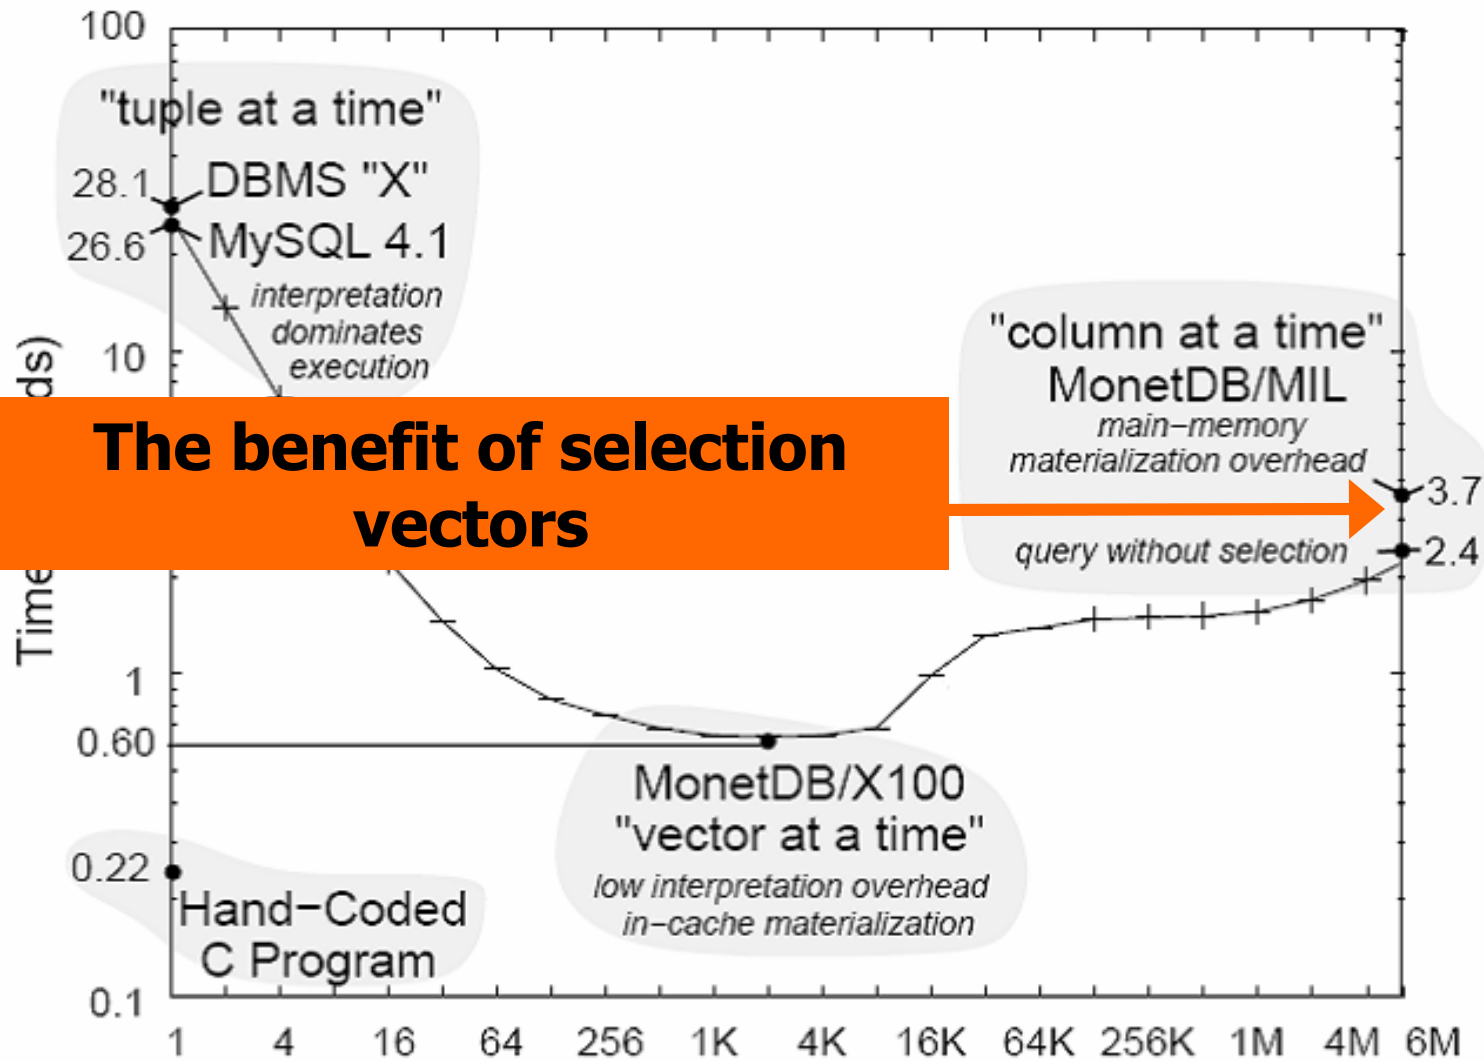 100
"tuple at a time"
28.1 DBMS "X"
26.6 MySQL 4.1
interpretation
dominates
execution
10
"column at a time"
MonetDB/MIL
main−memory
materialization overhead
3.7
The benefit of selection
vectors
query without selection 2.4
Time
ds)
1
0.60
MonetDB/X100
"vector at a time"
low interpretation overhead
in−cache materialization
0.22
Hand−Coded
C Program
0.1
1 4 16 64 256 1K 4K 16K 64K 256K 1M 4M 6M